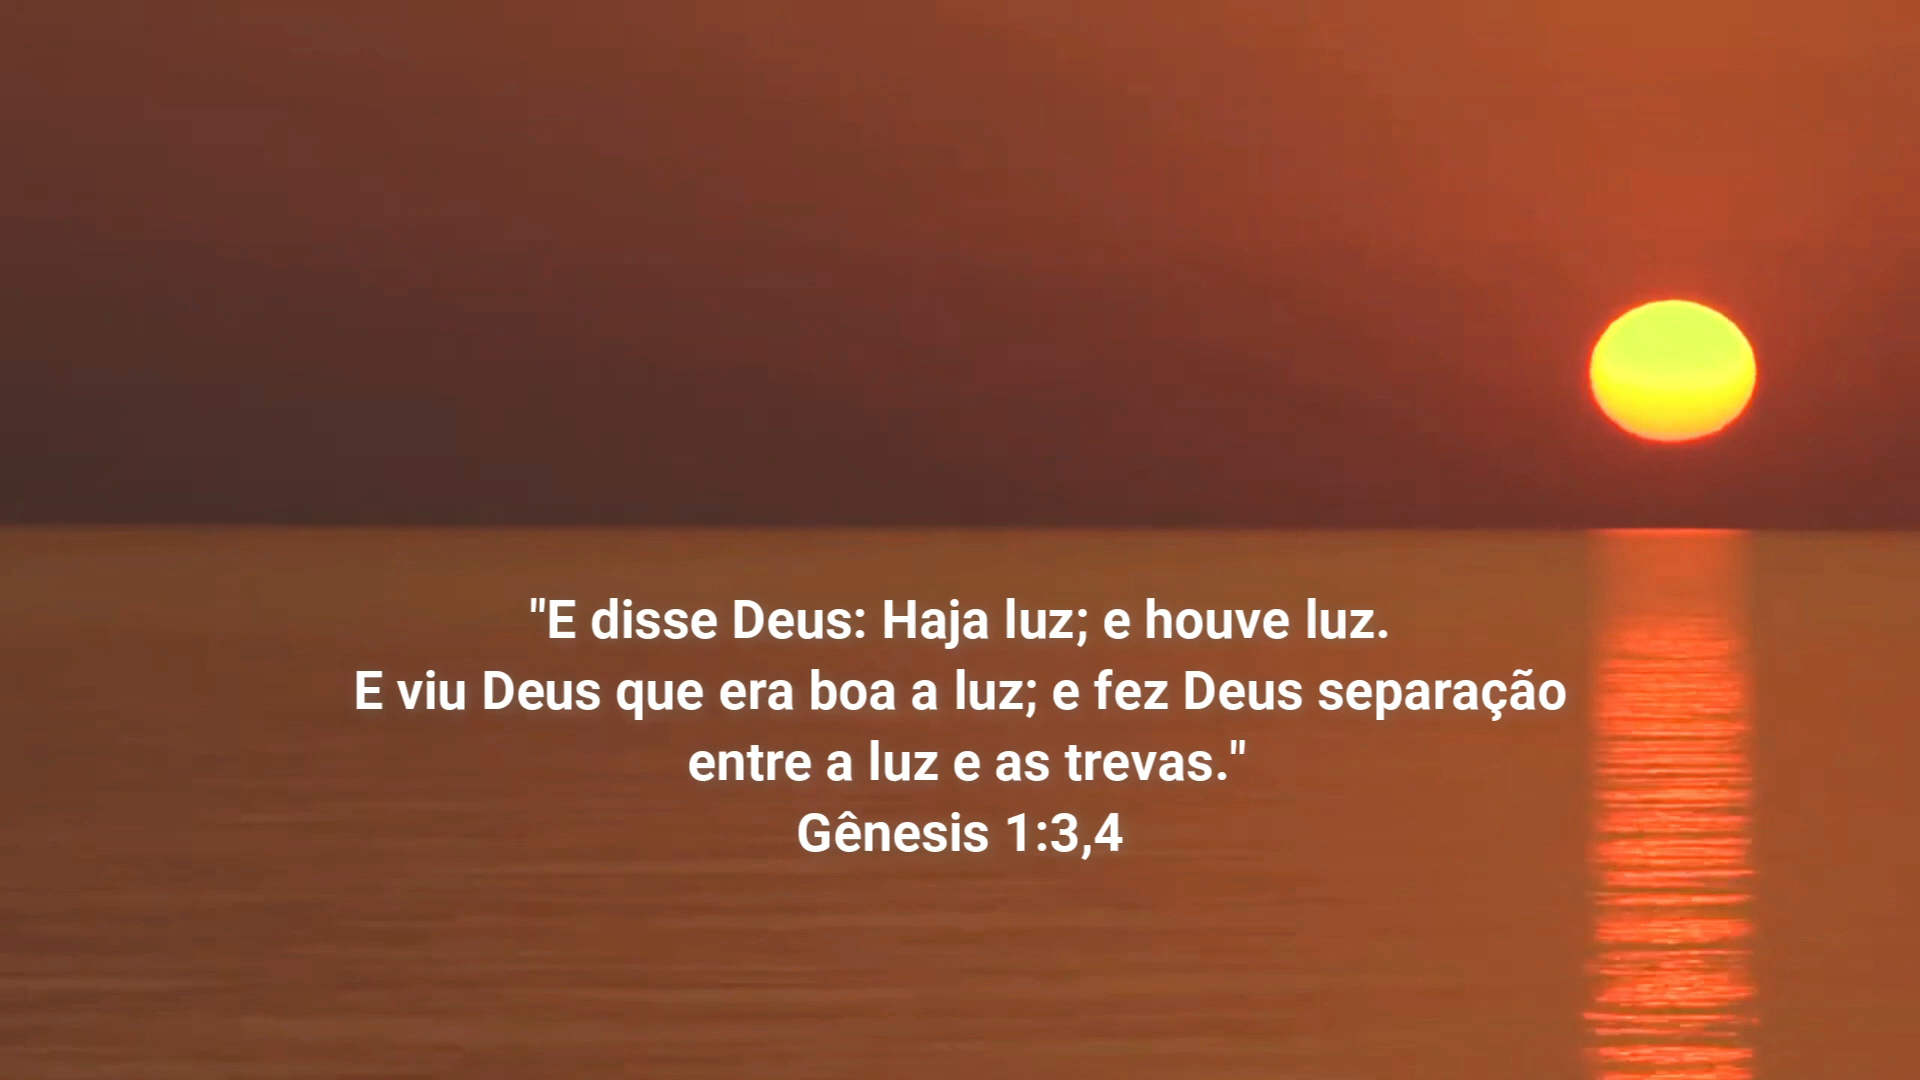 "E disse Deus: Haja luz; e houve luz.
E viu Deus que era boa a luz; e fez Deus separação
entre a luz e as trevas."
Gênesis 1:3,4